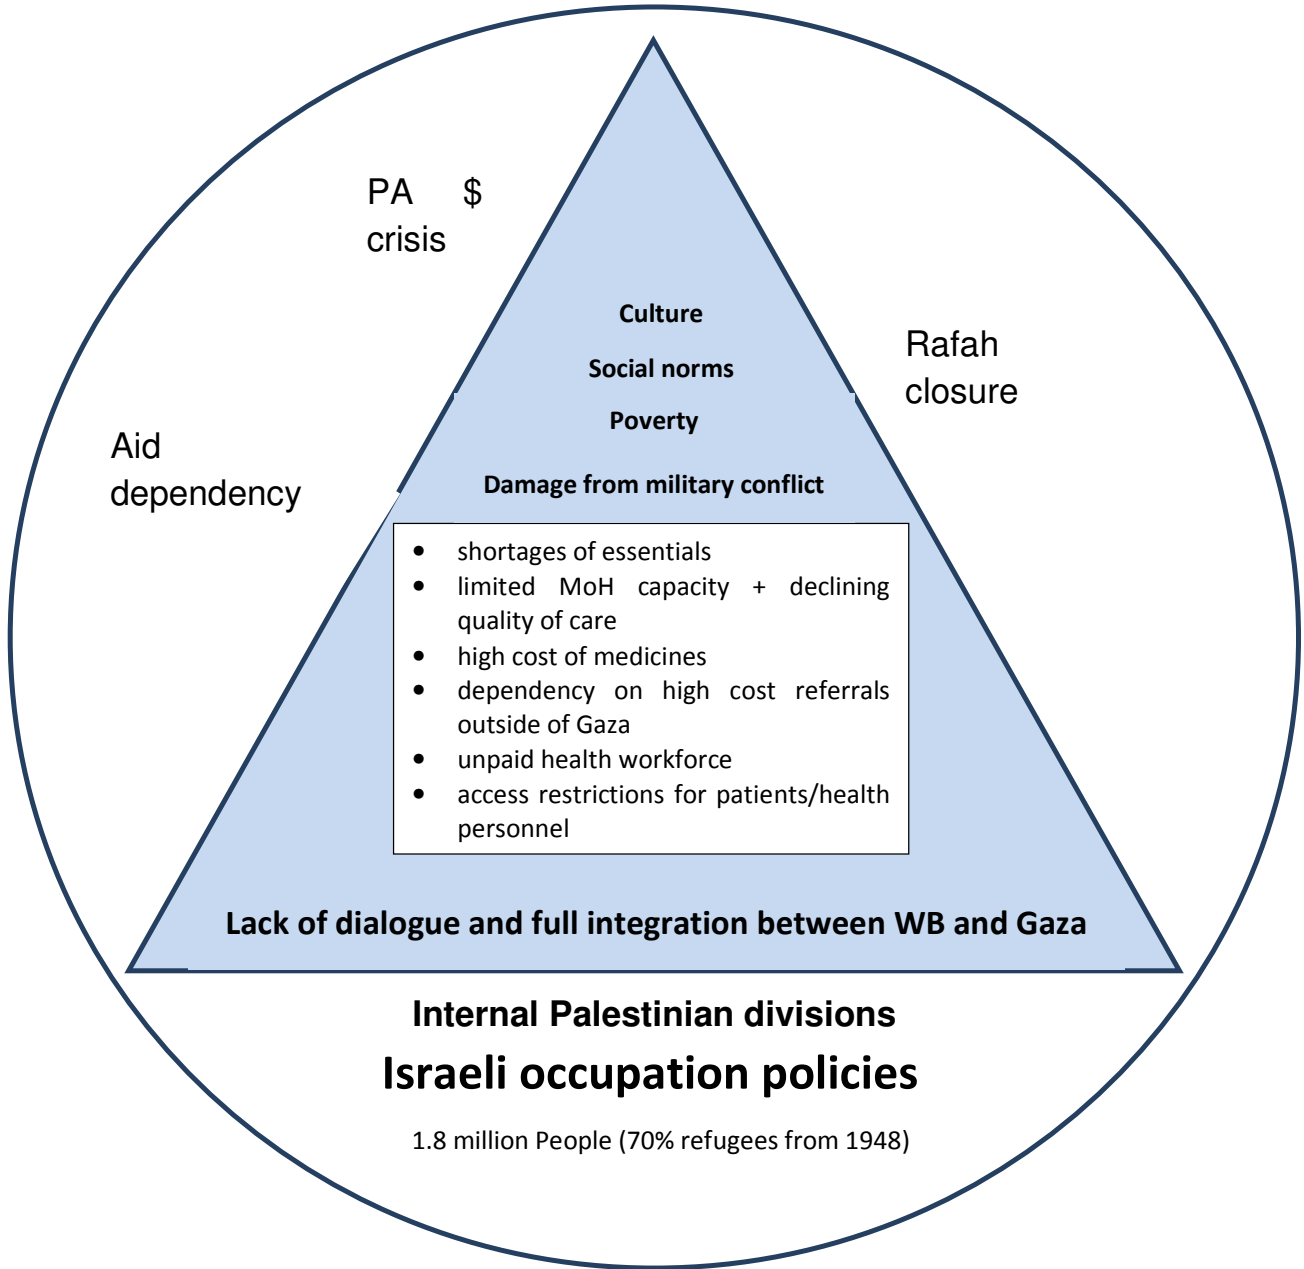 PA $
crisis
Culture
Rafah
closure
Social norms
Poverty
Aid
dependency
Damage from military conflict
• shortages of essentials
• limited MoH capacity + declining
quality of care
• high cost of medicines
• dependency on high cost referrals
outside of Gaza
• unpaid health workforce
• access restrictions for patients/health
personnel
Lack of dialogue and full integration between WB and Gaza
Internal Palestinian divisions
Israeli occupation policies
1.8 million People (70% refugees from 1948)